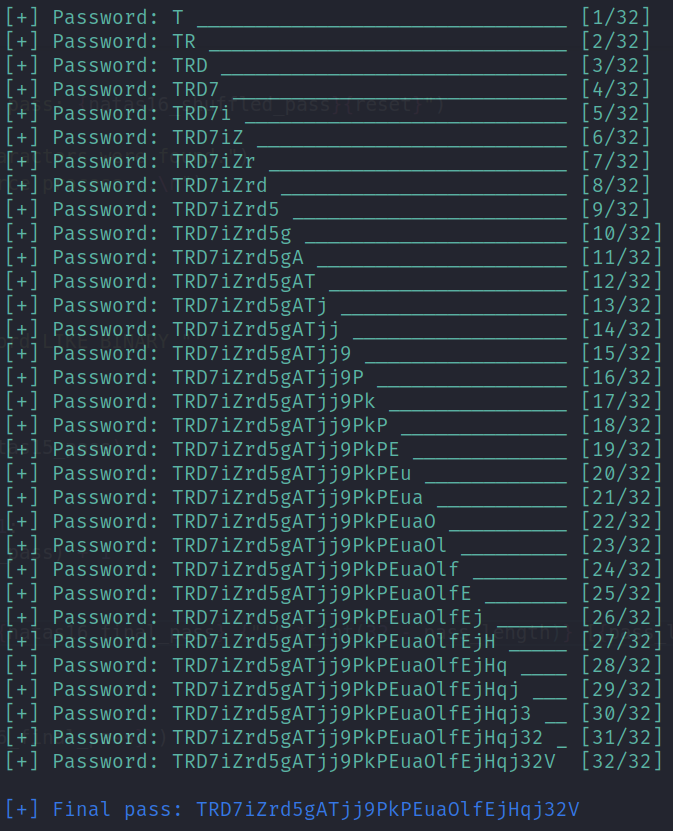 [+] Password: T _______________________________ [1/32]
[+] Password: TR ______________________________ [2/32]
[+] Password: TRD _____________________________ [3/32]
[+] Password: TRD7 ____________________________ [4/32]
[+] Password: TRD7i ___________________________ [5/32]
[+] Password: TRD7iZ __________________________ [6/32]
[+] Password: TRD7iZr _________________________ [7/32]
[+] Password: TRD7iZrd ________________________ [8/32]
[+] Password: TRD7iZrd5 _______________________ [9/32]
[+] Password: TRD7iZrd5g ______________________ [10/32]
[+] Password: TRD7iZrd5gA _____________________ [11/32]
[+] Password: TRD7iZrd5gAT ____________________ [12/32]
[+] Password: TRD7iZrd5gATj ___________________ [13/32]
[+] Password: TRD7iZrd5gATjj __________________ [14/32]
[+] Password: TRD7iZrd5gATjj9 _________________ [15/32]
[+] Password: TRD7iZrd5gATjj9P ________________ [16/32]
[+] Password: TRD7iZrd5gATjj9Pk _______________ [17/32]
[+] Password: TRD7iZrd5gATjj9PkP ______________ [18/32]
[+] Password: TRD7iZrd5gATjj9PkPE _____________ [19/32]
[+] Password: TRD7iZrd5gATjj9PkPEu ____________ [20/32]
[+] Password: TRD7iZrd5gATjj9PkPEua ___________ [21/32]
[+] Password: TRD7iZrd5gATjj9PkPEuaO __________ [22/32]
[+] Password: TRD7iZrd5gATjj9PkPEuaOl _________ [23/32]
[+] Password: TRD7iZrd5gATjj9PkPEuaOlf ________ [24/32]
[+] Password: TRD7iZrd5gATjj9PkPEuaOlfE _______ [25/32]
[+] Password: TRD7iZrd5gATjj9PkPEuaOlfEj ______ [26/32]
[+] Password: TRD7iZrd5gATjj9PkPEuaOlfEjH _____ [27/32]
[+] Password: TRD7iZrd5gATjj9PkPEuaOlfEjHq ____ [28/32]
[+] Password: TRD7iZrd5gATjj9PkPEuaOlfEjHqj ___ [29/32]
[+] Password: TRD7iZrd5gATjj9PkPEuaOlfEjHqj3 __ [30/32]
[+] Password: TRD7iZrd5gATjj9PkPEuaOlfEjHqj32 _ [31/32]
[+] Password: TRD7iZrd5gATjj9PkPEuaOlfEjHqj32V  [32/32]
[+] Final pass: TRD7iZrd5gATjj9PkPEuaOlfEjHqj32V